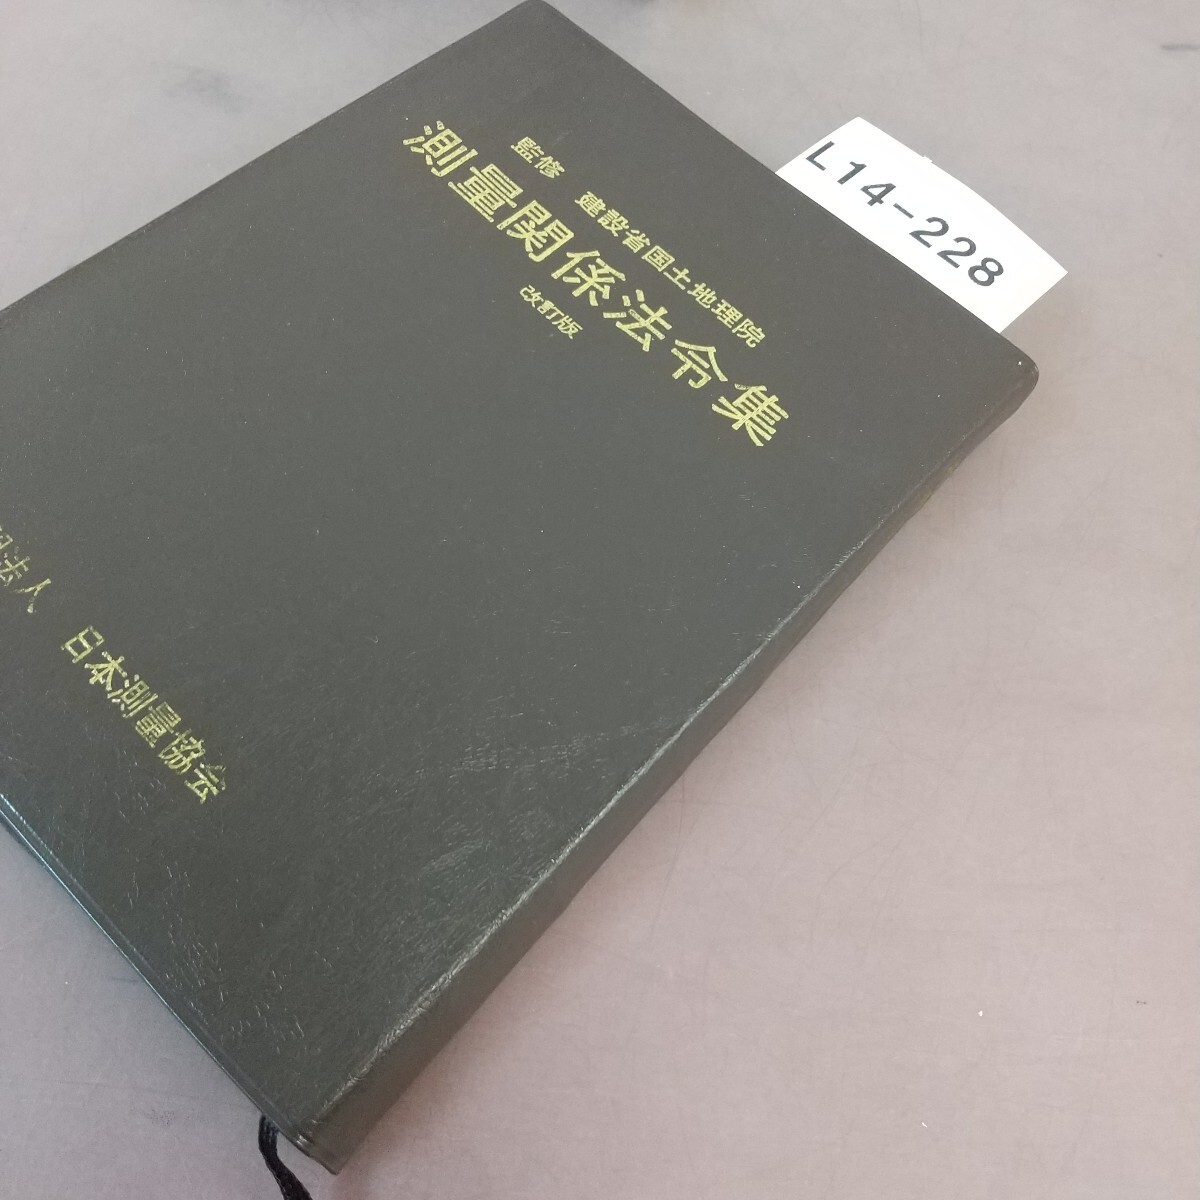 監修 建設省国土地理院
測量関係法令集
改訂版
法人 日本測量協会
L14-228